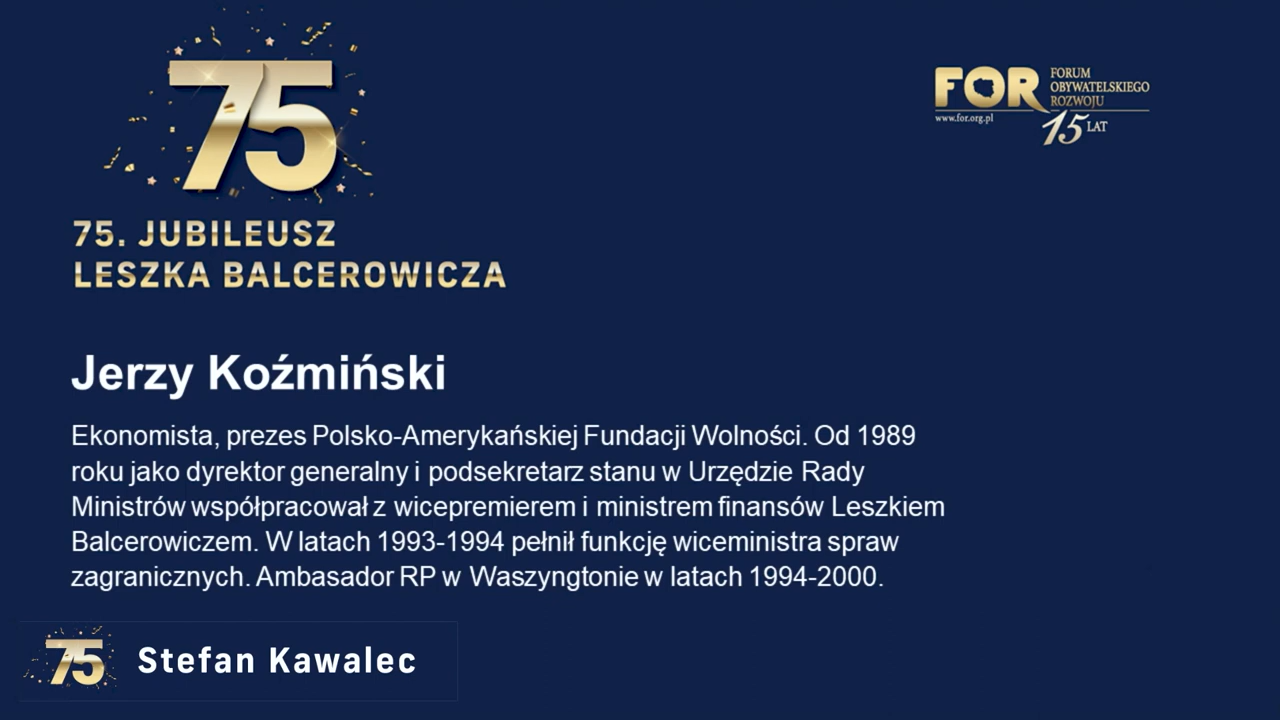 75
75. JUBILEUSZ
LESZKA BALCEROWICZA
FOR
FORUM
OBYWATELSKIEGO
ROZWOJU
www.for.org.pl
15 LAT
Jerzy Koźmiński
Ekonomista, prezes Polsko-Amerykańskiej Fundacji Wolności. Od 1989
roku jako dyrektor generalny i podsekretarz stanu w Urzędzie Rady
Ministrów współpracował z wicepremierem i ministrem finansów Leszkiem
Balcerowiczem. W latach 1993-1994 pełnił funkcję wiceministra spraw
zagranicznych. Ambasador RP w Waszyngtonie w latach 1994-2000.
75 Stefan Kawalec